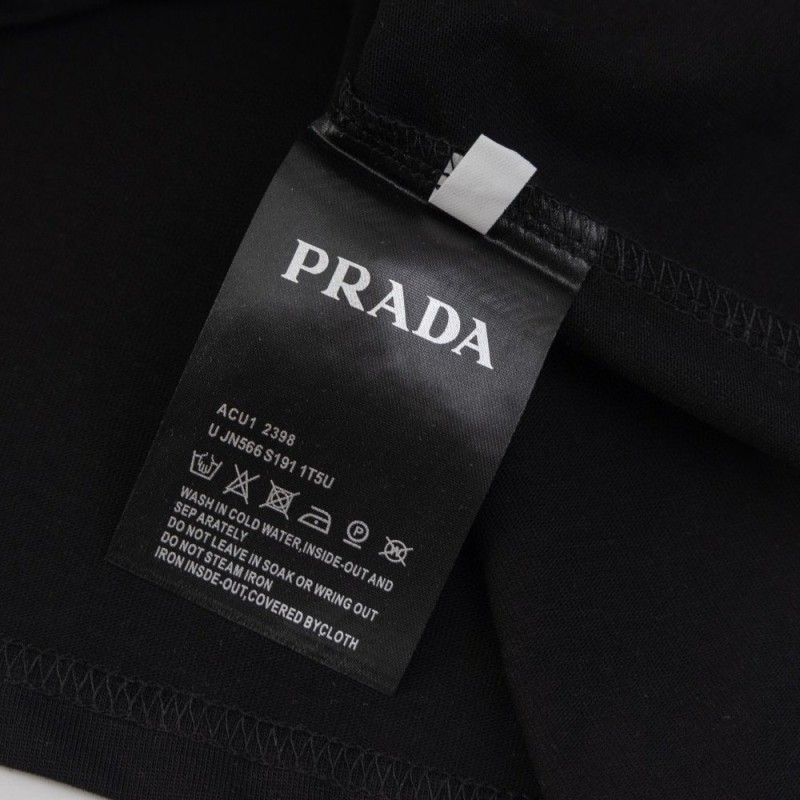 PRADA
ACU1 2398
U JN566 S191 1T5U
P
W
WASH IN COLD WATER,INSIDE-OUT AND
SEP ARATELY
DO NOT LEAVE IN SOAK OR WRING OUT
DO NOT STEAM IRON
IRON INSDE-OUT,COVERED BYCLOTH